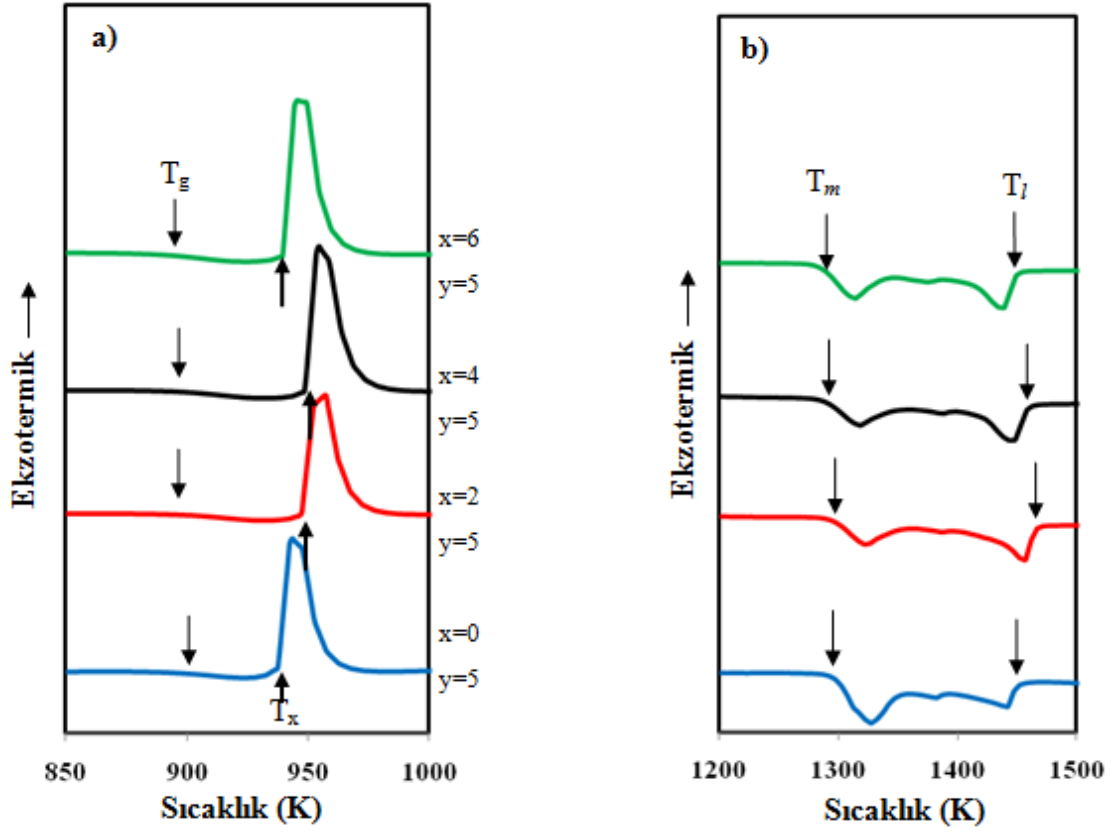 a)
Tg
x=6
y=5
x=4
y=5
x=2
y=5
x=0
y=5
Tx
Ekzotermik
850 900 950 1000
Sıcaklık (K)
b)
Tm Tl
Ekzotermik
1200 1300 1400 1500
Sıcaklık (K)